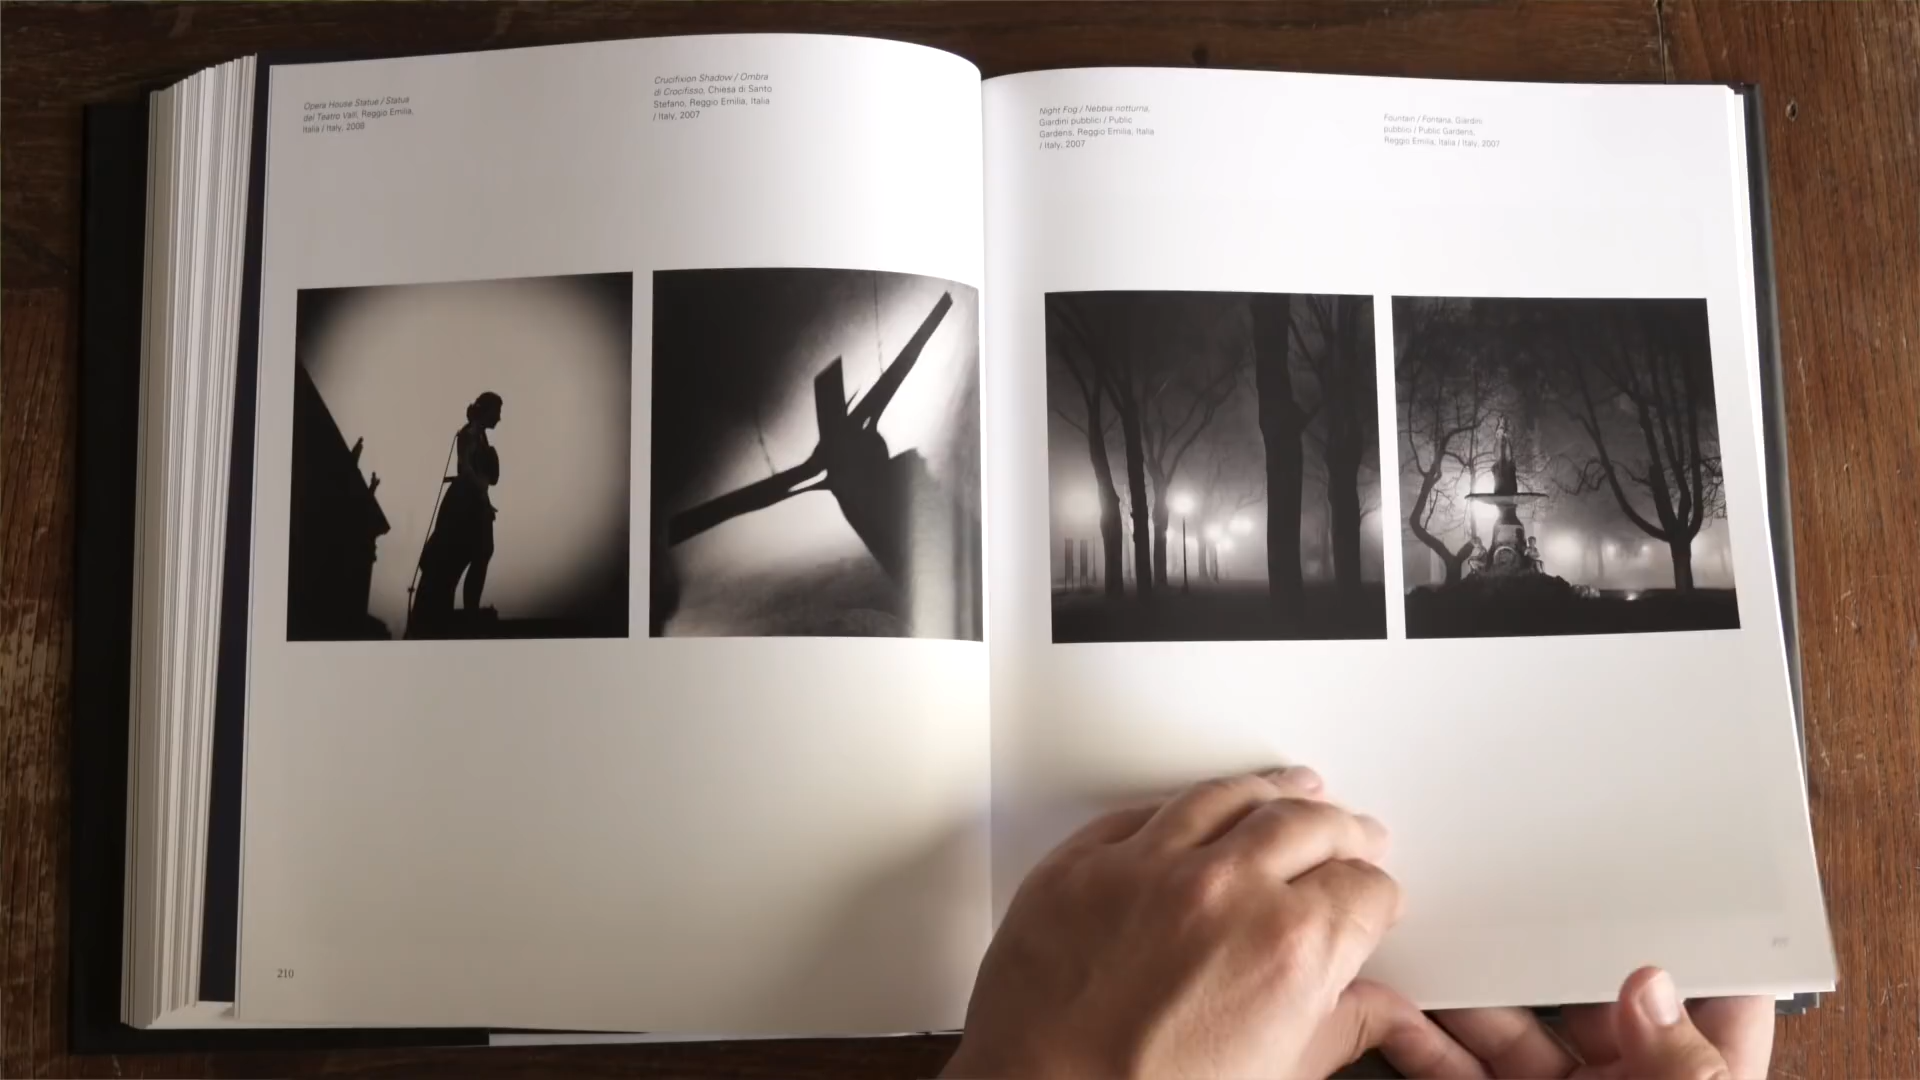 Opera House Statue / Statua
del Teatro Valli, Reggio Emilia,
Italia / Italy, 2008
Crucifixion Shadow / Ombra
di Crocifisso, Chiesa di Santo
Stefano, Reggio Emilia, Italia
/ Italy, 2007
Night Fog / Nebbia notturna,
Giardini pubblici / Public
Gardens, Reggio Emilia, Italia
/ Italy, 2007
Fountain / Fontana, Giardini
pubblici / Public Gardens,
Reggio Emilia, Italia / Italy, 2007
210